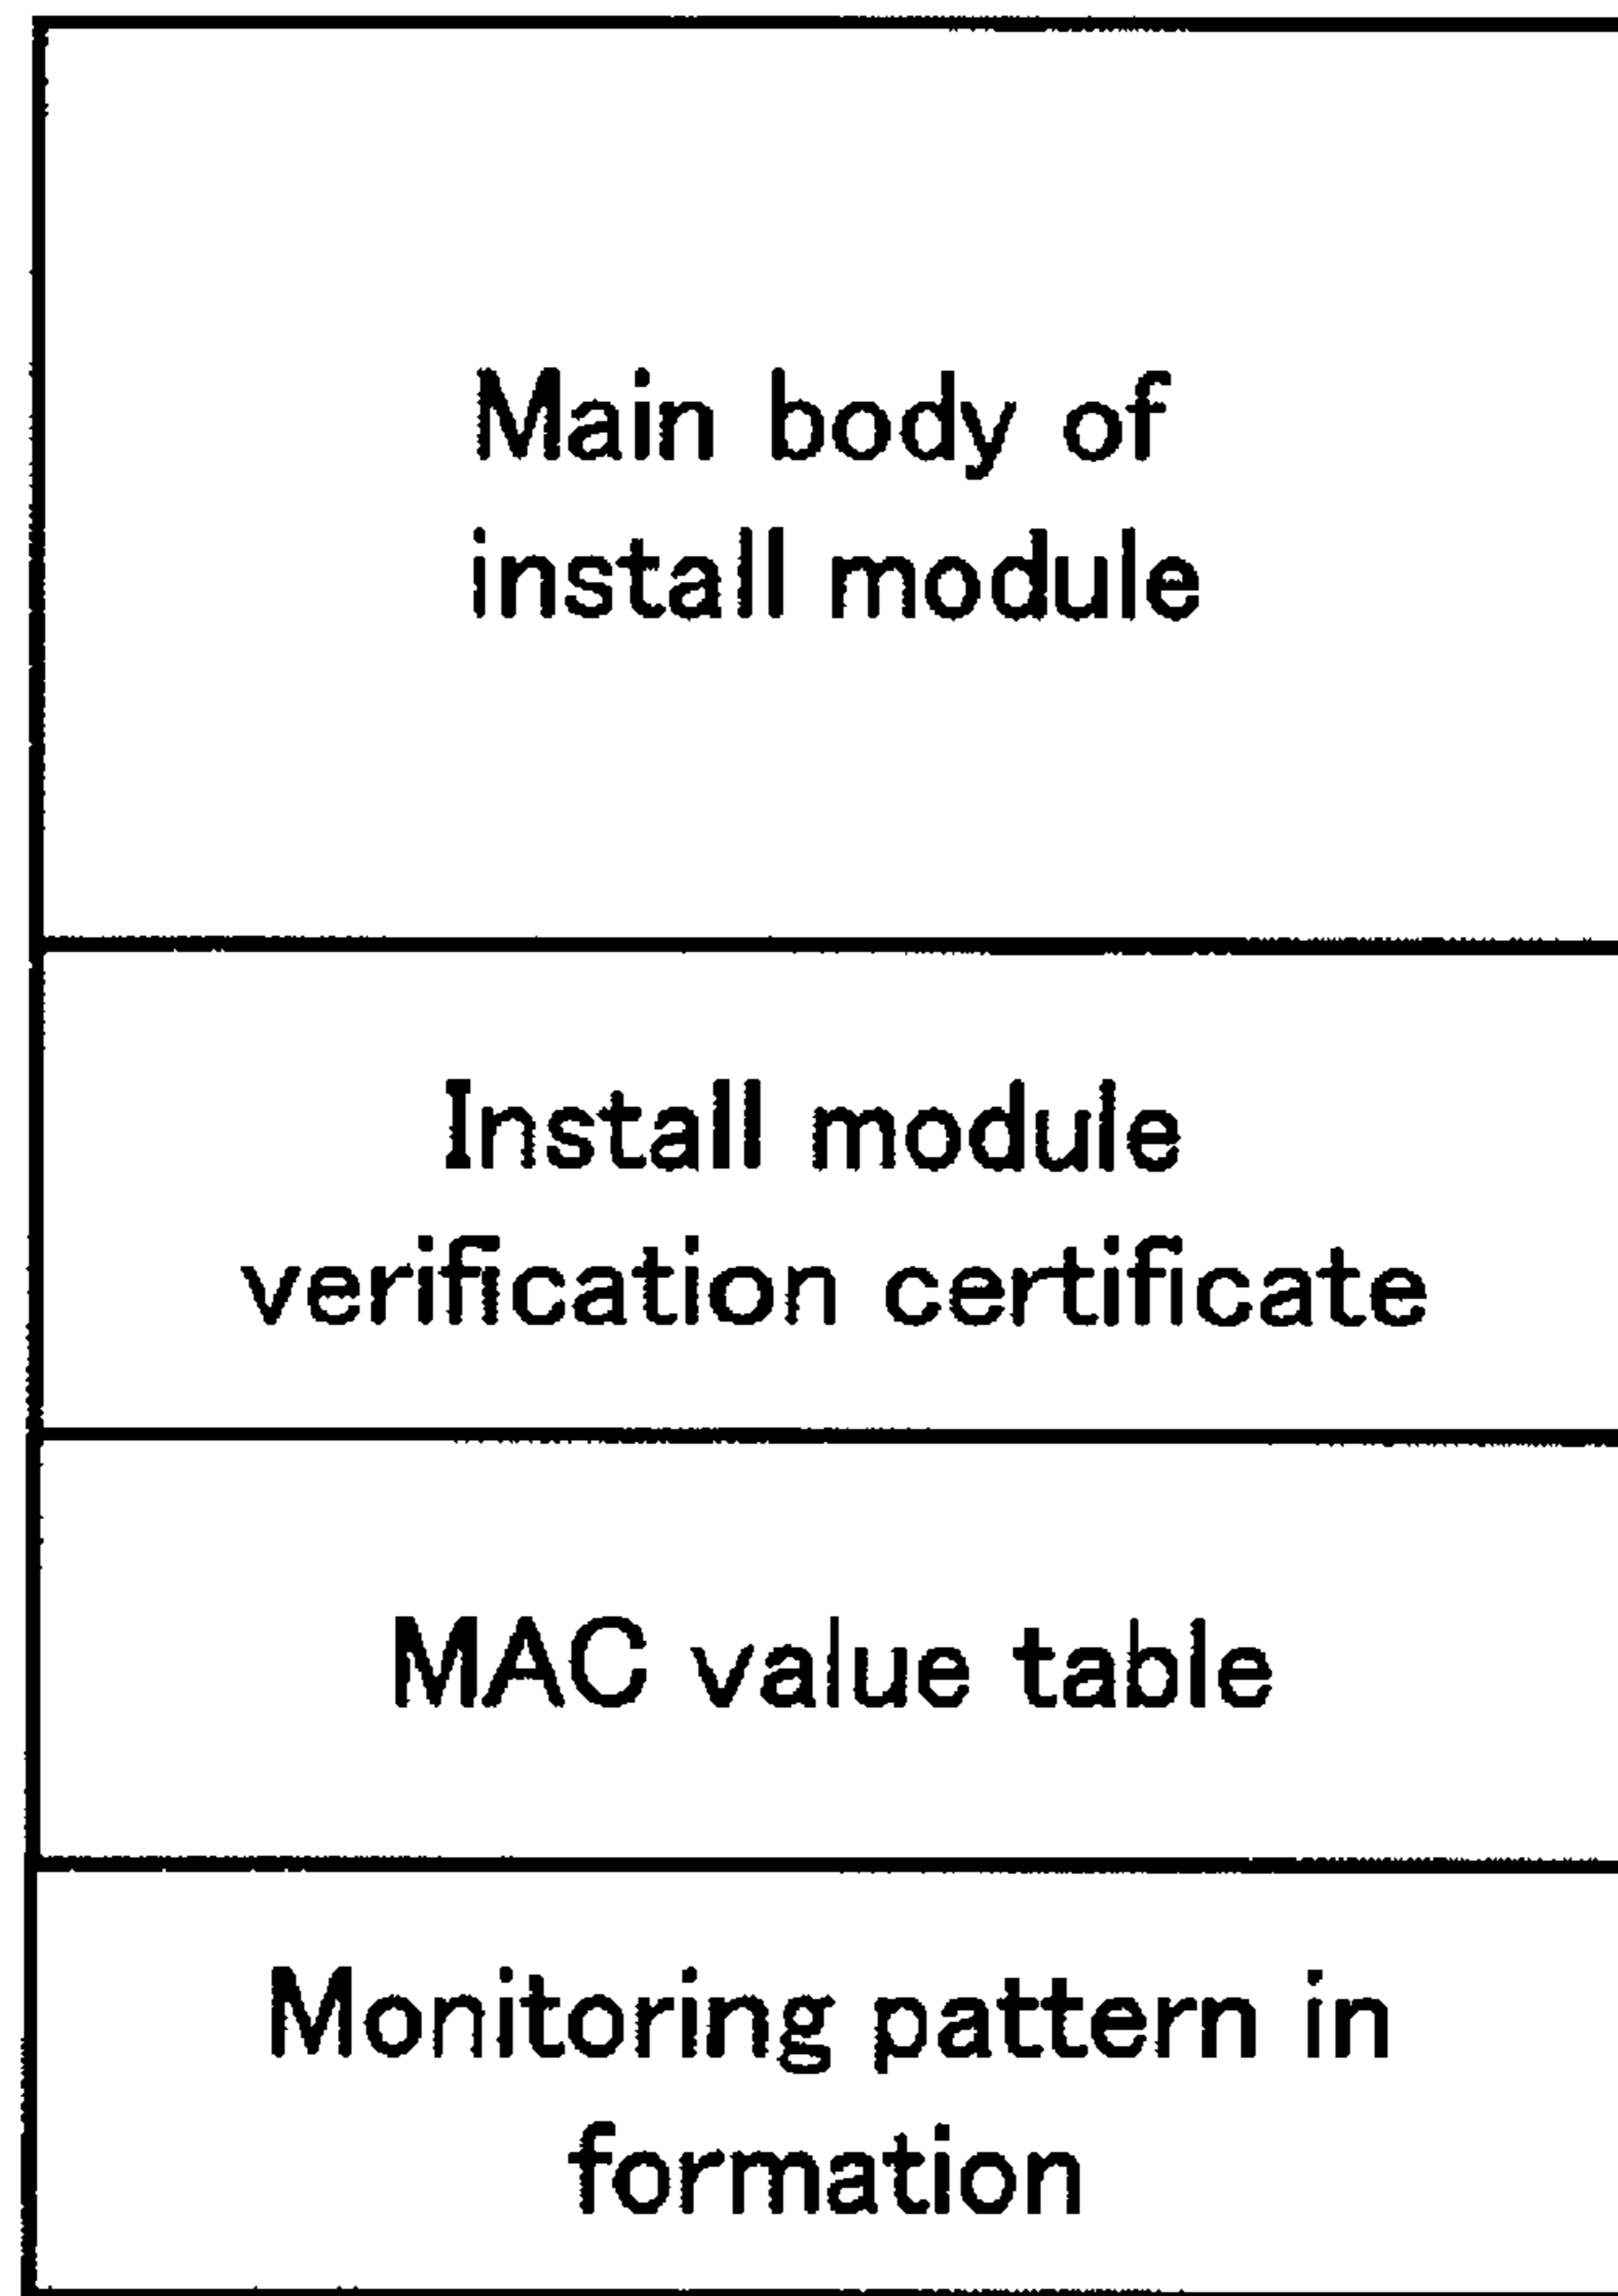 Main body of
install module
Install module
verification certificate
MAC value table
Monitoring pattern in
formation